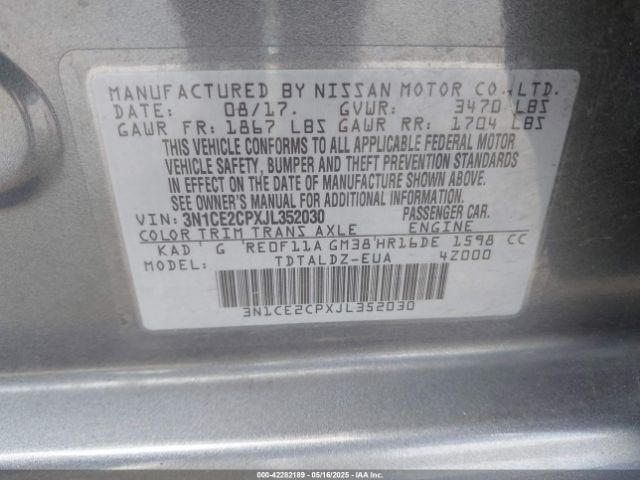 MANUFACTURED BY NISSAN MOTOR CO.,LTD.
DATE: 08/17. GVWR: 3470 LBS
GAWR FR: 1867 LBS GAWR RR: 1704 LBS
THIS VEHICLE CONFORMS TO ALL APPLICABLE FEDERAL MOTOR
VEHICLE SAFETY, BUMPER AND THEFT PREVENTION STANDARDS
IN EFFECT ON THE DATE OF MANUFACTURE SHOWN ABOVE.
SEE OWNER'S MANUAL FOR ADDITIONAL INFORMATION.
VIN: 3N1CE2CPXJL352030 PASSENGER CAR.
COLOR TRIM TRANS AXLE ENGINE
KAD G RE0F11A GM38 HR16DE 1598 CC
MODEL: TDTALDZ-EUA 4Z000
3N1CE2CPXJL352030
000-42282189 - 05/16/2025 - IAAI.COM